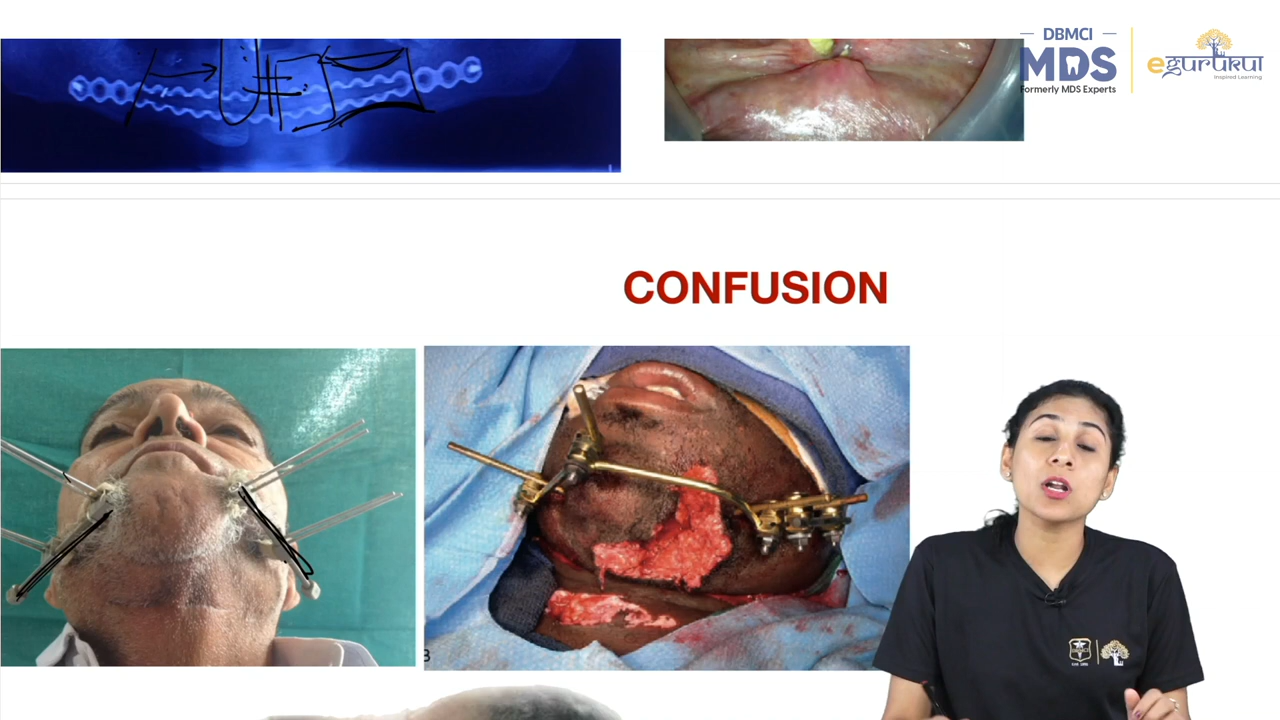 DBMCI
MDS
Formerly MDS Experts
egurukul
Inspired Learning
CONFUSION
B